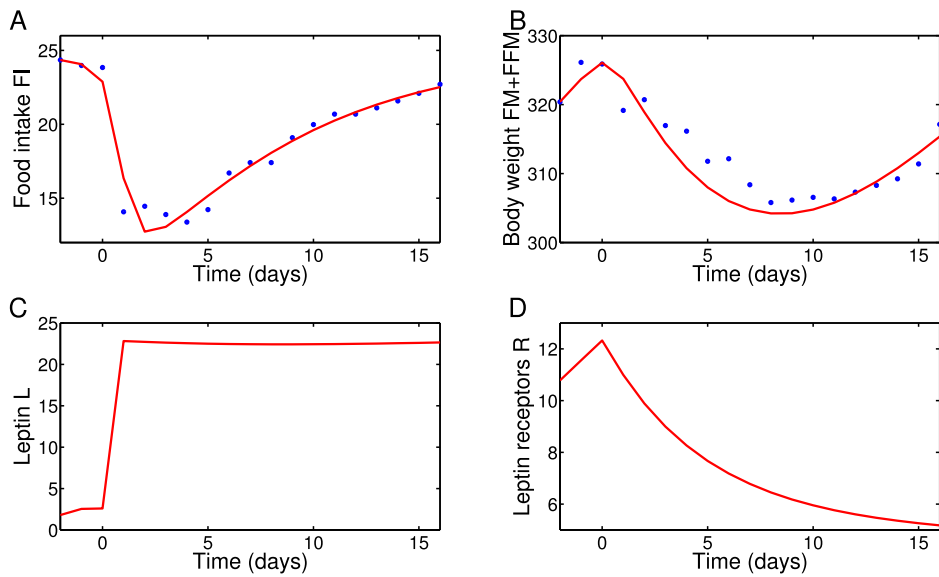 A
Food intake FI
25
20
15
0
5
10
15
Time (days)
B
Body weight FM+FFM
330
320
310
300
0
5
10
15
Time (days)
C
Leptin L
25
20
15
10
5
0
0
5
10
15
Time (days)
D
Leptin receptors R
12
10
8
6
0
5
10
15
Time (days)